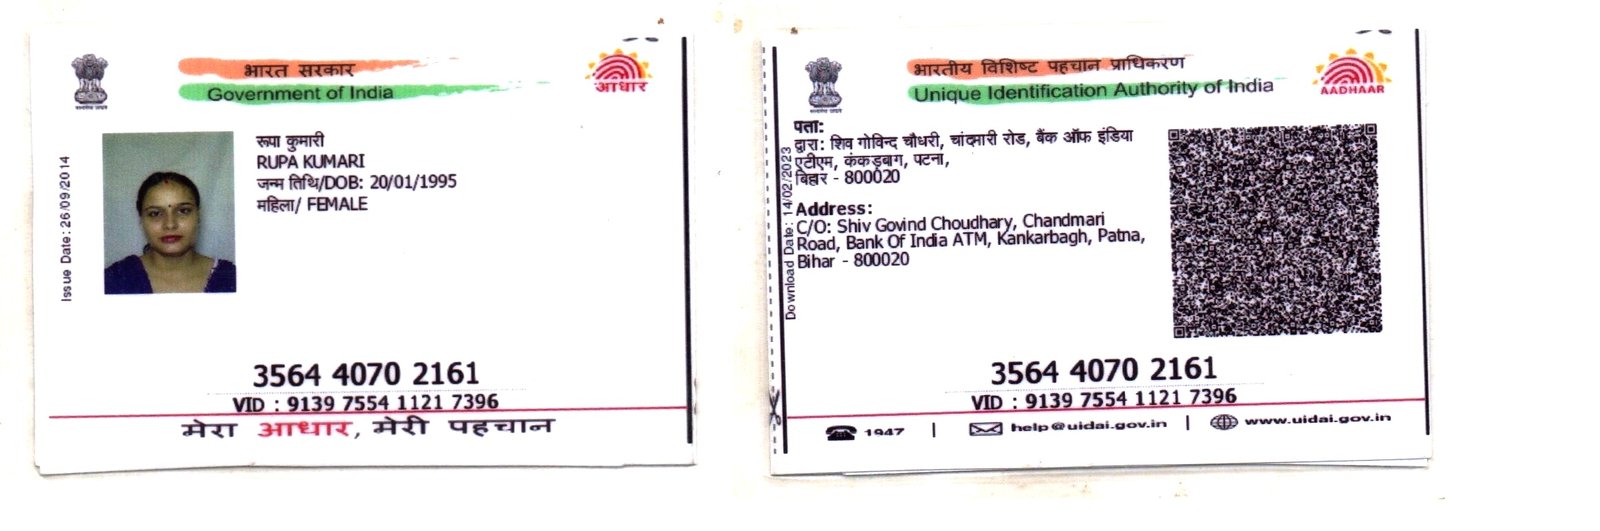 भारत सरकार
Government of India
आधार
Issue Date: 26/09/2014
रूपा कुमारी
RUPA KUMARI
जन्म तिथि/DOB: 20/01/1995
महिला/ FEMALE
3564 4070 2161
VID : 9139 7554 1121 7396
मेरा आधार, मेरी पहचान
भारतीय विशिष्ट पहचान प्राधिकरण
Unique Identification Authority of India
AADHAAR
Download Date: 14/02/2023
पता:
द्वारा: शिव गोविन्द चौधरी, चांदमारी रोड, बैंक ऑफ इंडिया
एटीएम, कंकड़बाग, पटना,
बिहार - 800020
Address:
C/O: Shiv Govind Choudhary, Chandmari
Road, Bank Of India ATM, Kankarbagh, Patna,
Bihar - 800020
3564 4070 2161
VID : 9139 7554 1121 7396
1947 | help@uidai.gov.in | www.uidai.gov.in